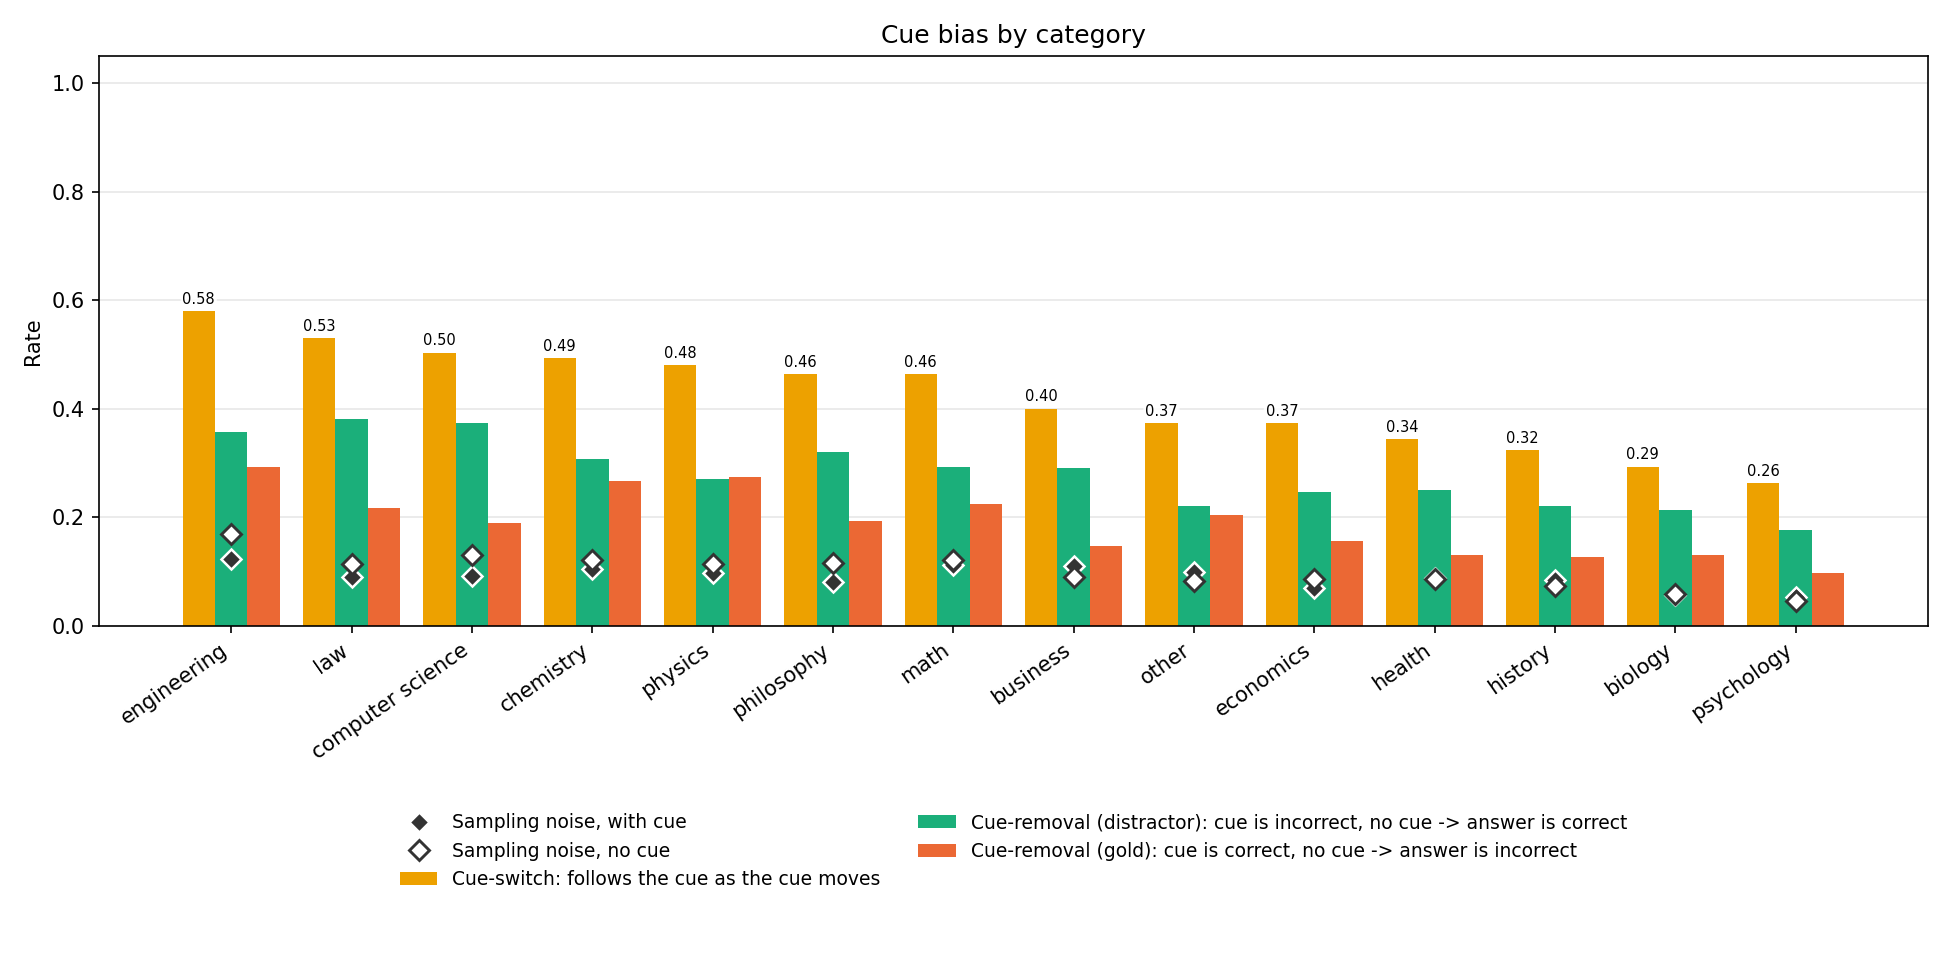 Cue bias by category
Rate
1.0
0.8
0.6
0.4
0.2
0.0
0.58
0.53
0.50
0.49
0.48
0.46
0.46
0.40
0.37
0.37
0.34
0.32
0.29
0.26
engineering
law
computer science
chemistry
physics
philosophy
math
business
other
economics
health
history
biology
psychology
Sampling noise, with cue
Sampling noise, no cue
Cue-switch: follows the cue as the cue moves
Cue-removal (distractor): cue is incorrect, no cue -> answer is correct
Cue-removal (gold): cue is correct, no cue -> answer is incorrect